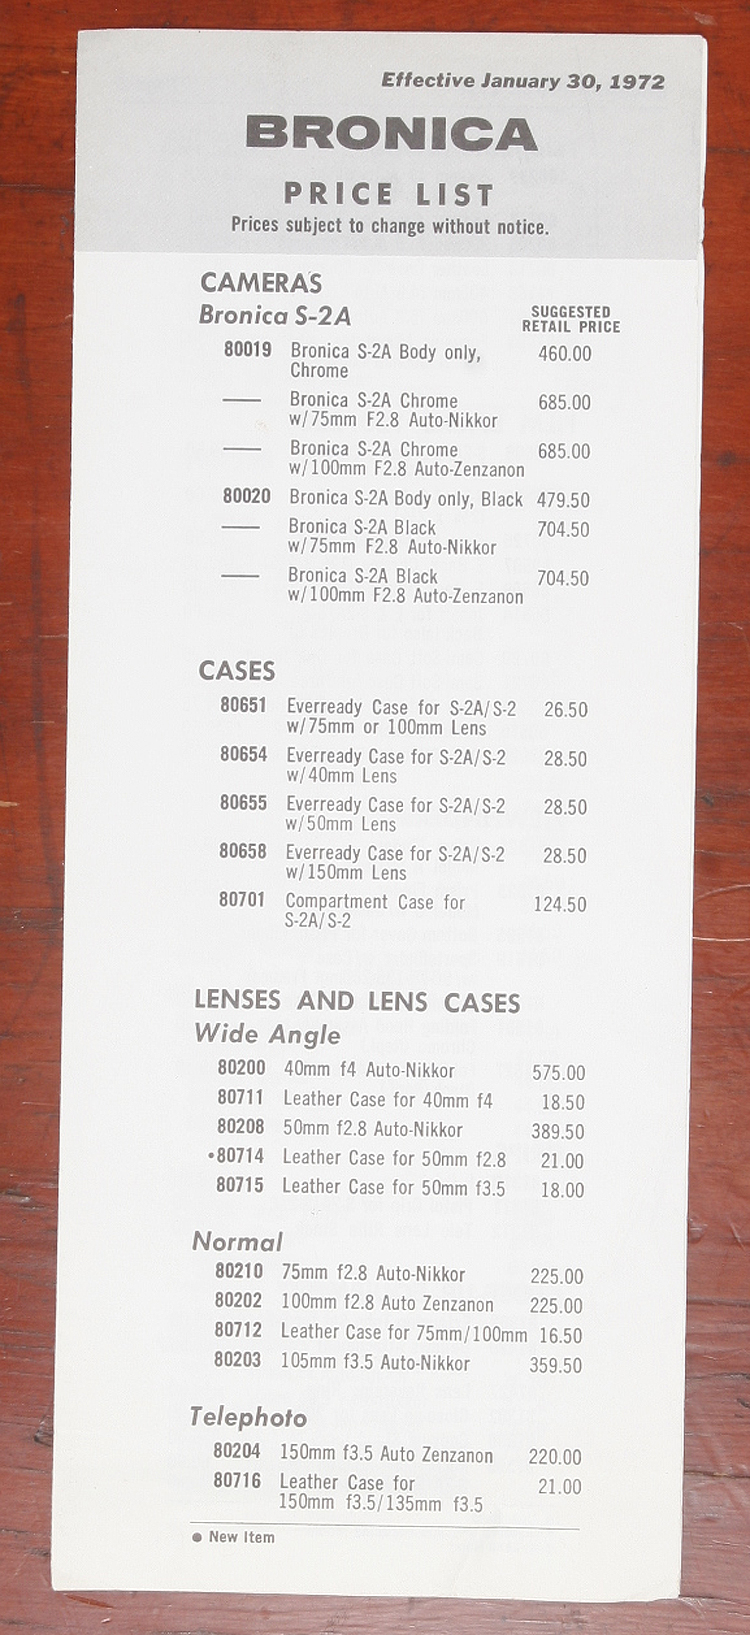 Effective January 30, 1972
BRONICA
PRICE LIST
Prices subject to change without notice.
CAMERAS
Bronica S-2A
SUGGESTED
RETAIL PRICE
80019 Bronica S-2A Body only, 460.00
Chrome
— Bronica S-2A Chrome 685.00
w/75mm F2.8 Auto-Nikkor
— Bronica S-2A Chrome 685.00
w/100mm F2.8 Auto-Zenzanon
80020 Bronica S-2A Body only, Black 479.50
— Bronica S-2A Black 704.50
w/75mm F2.8 Auto-Nikkor
— Bronica S-2A Black 704.50
w/100mm F2.8 Auto-Zenzanon
CASES
80651 Everready Case for S-2A/S-2 26.50
w/75mm or 100mm Lens
80654 Everready Case for S-2A/S-2 28.50
w/40mm Lens
80655 Everready Case for S-2A/S-2 28.50
w/50mm Lens
80658 Everready Case for S-2A/S-2 28.50
w/150mm Lens
80701 Compartment Case for 124.50
S-2A/S-2
LENSES AND LENS CASES
Wide Angle
80200 40mm f4 Auto-Nikkor 575.00
80711 Leather Case for 40mm f4 18.50
80208 50mm f2.8 Auto-Nikkor 389.50
•80714 Leather Case for 50mm f2.8 21.00
80715 Leather Case for 50mm f3.5 18.00
Normal
80210 75mm f2.8 Auto-Nikkor 225.00
80202 100mm f2.8 Auto Zenzanon 225.00
80712 Leather Case for 75mm/100mm 16.50
80203 105mm f3.5 Auto-Nikkor 359.50
Telephoto
80204 150mm f3.5 Auto Zenzanon 220.00
80716 Leather Case for 21.00
150mm f3.5/135mm f3.5
● New Item